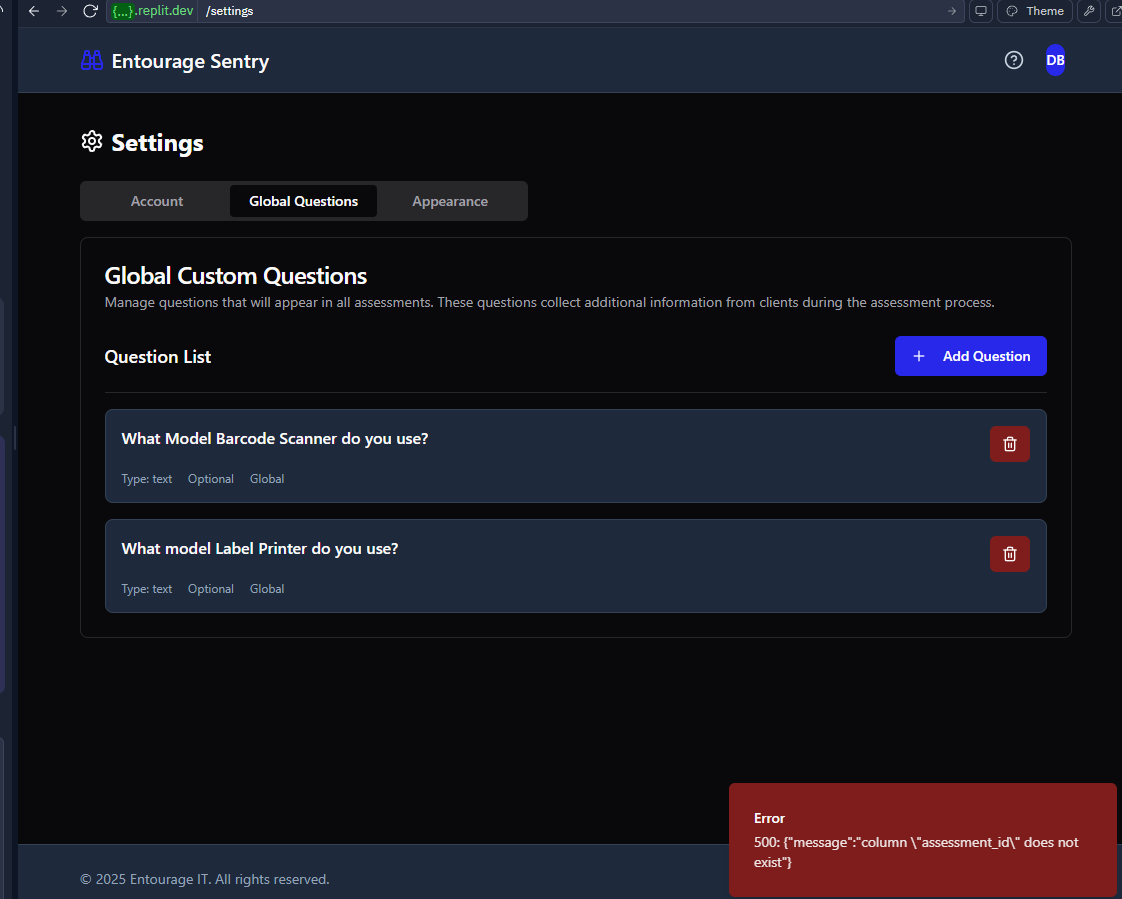 {...}.replit.dev /settings
Theme
Entourage Sentry
DB
Settings
Account
Global Questions
Appearance
Global Custom Questions
Manage questions that will appear in all assessments. These questions collect additional information from clients during the assessment process.
Question List
+ Add Question
What Model Barcode Scanner do you use?
Type: text Optional Global
What model Label Printer do you use?
Type: text Optional Global
Error
500: {"message":"column \"assessment_id\" does not
exist"}
© 2025 Entourage IT. All rights reserved.